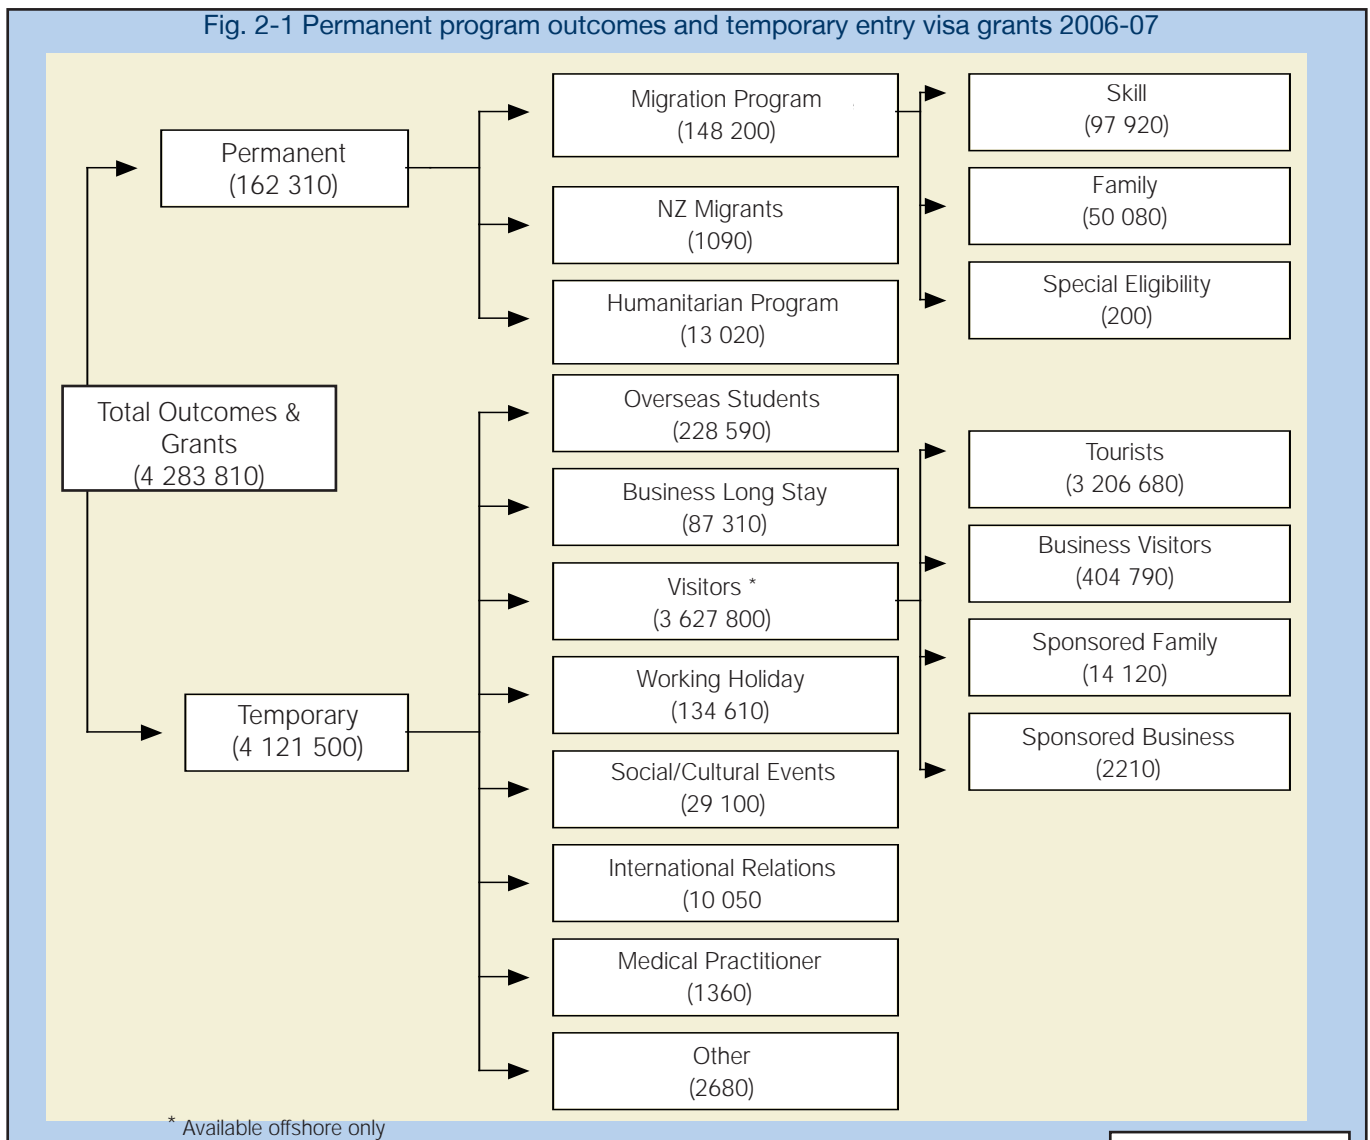 Fig. 2-1 Permanent program outcomes and temporary entry visa grants 2006-07
Total Outcomes &
Grants
(4 283 810)
Permanent
(162 310)
Migration Program
(148 200)
Skill
(97 920)
Family
(50 080)
Special Eligibility
(200)
NZ Migrants
(1090)
Humanitarian Program
(13 020)
Temporary
(4 121 500)
Overseas Students
(228 590)
Business Long Stay
(87 310)
Visitors *
(3 627 800)
Tourists
(3 206 680)
Business Visitors
(404 790)
Sponsored Family
(14 120)
Sponsored Business
(2210)
Working Holiday
(134 610)
Social/Cultural Events
(29 100)
International Relations
(10 050
Medical Practitioner
(1360)
Other
(2680)
* Available offshore only